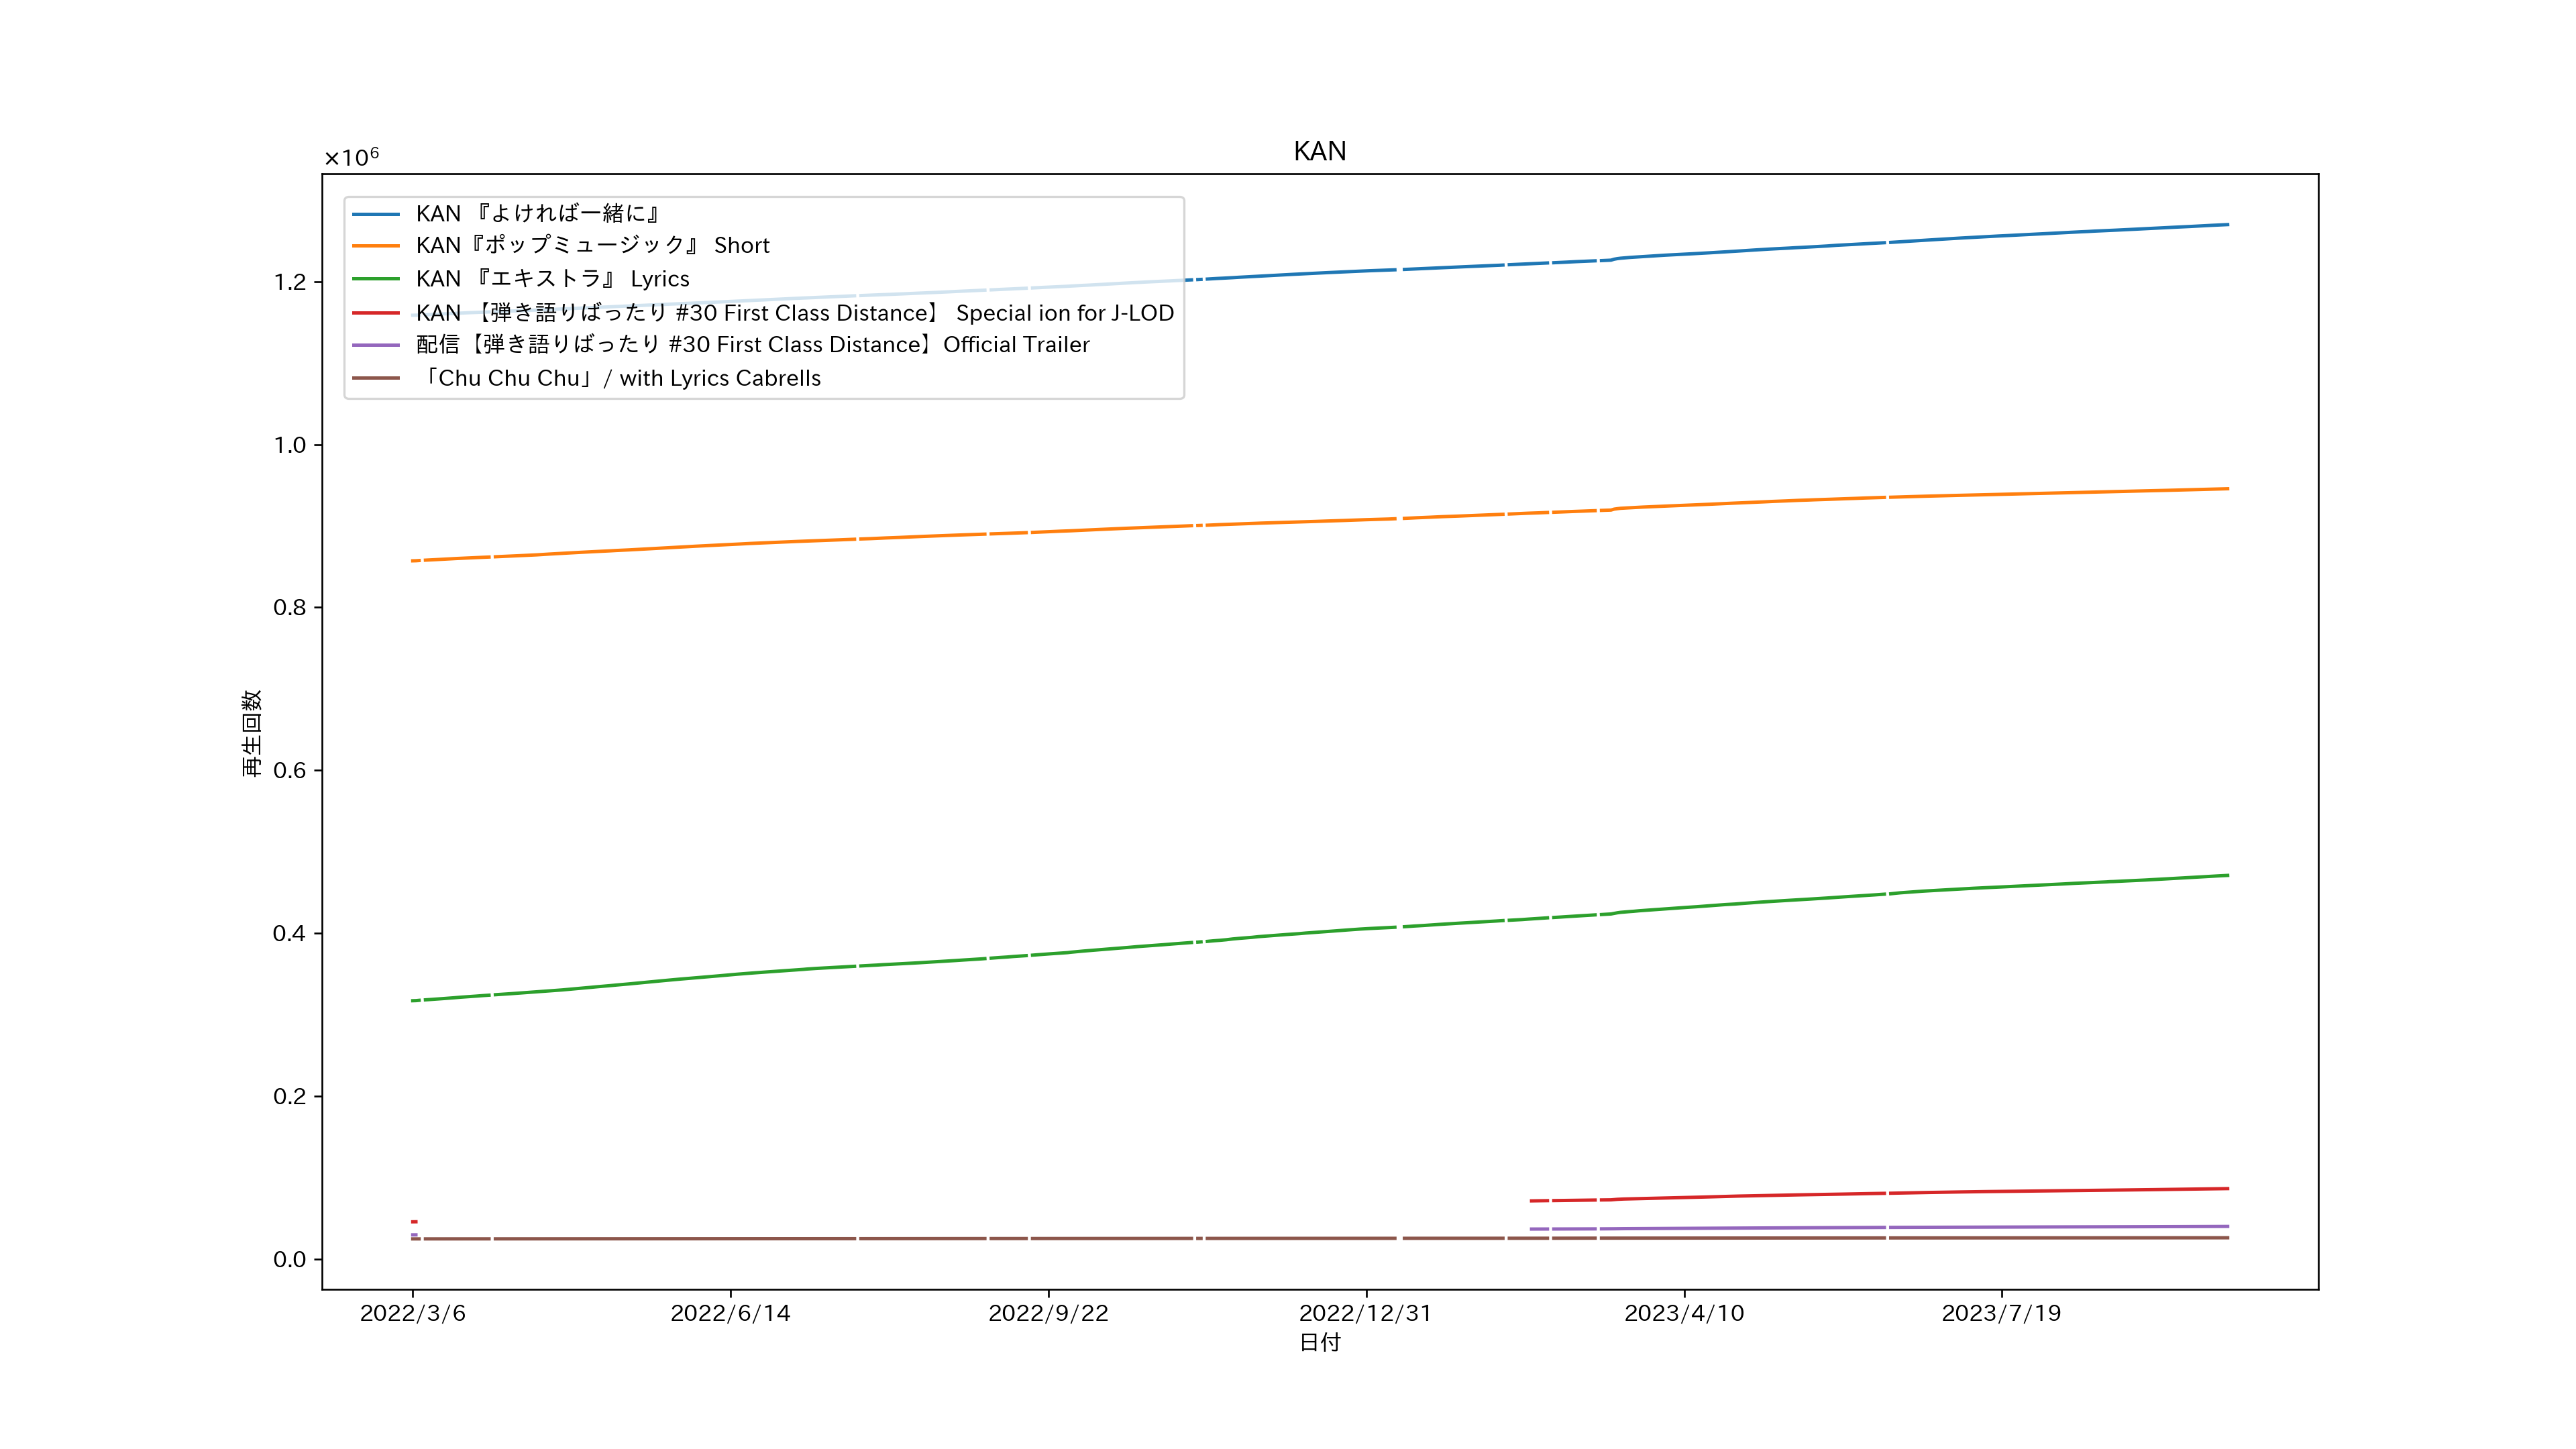 KAN
×10⁶
KAN 『よければ一緒に』
KAN『ポップミュージック』 Short
KAN 『エキストラ』 Lyrics
KAN 【弾き語りばったり #30 First Class Distance】 Special ion for J-LOD
配信【弾き語りばったり #30 First Class Distance】Official Trailer
「Chu Chu Chu」/ with Lyrics Cabrells
1.2
1.0
0.8
0.6
0.4
0.2
0.0
再生回数
2022/3/6 2022/6/14 2022/9/22 2022/12/31 2023/4/10 2023/7/19
日付